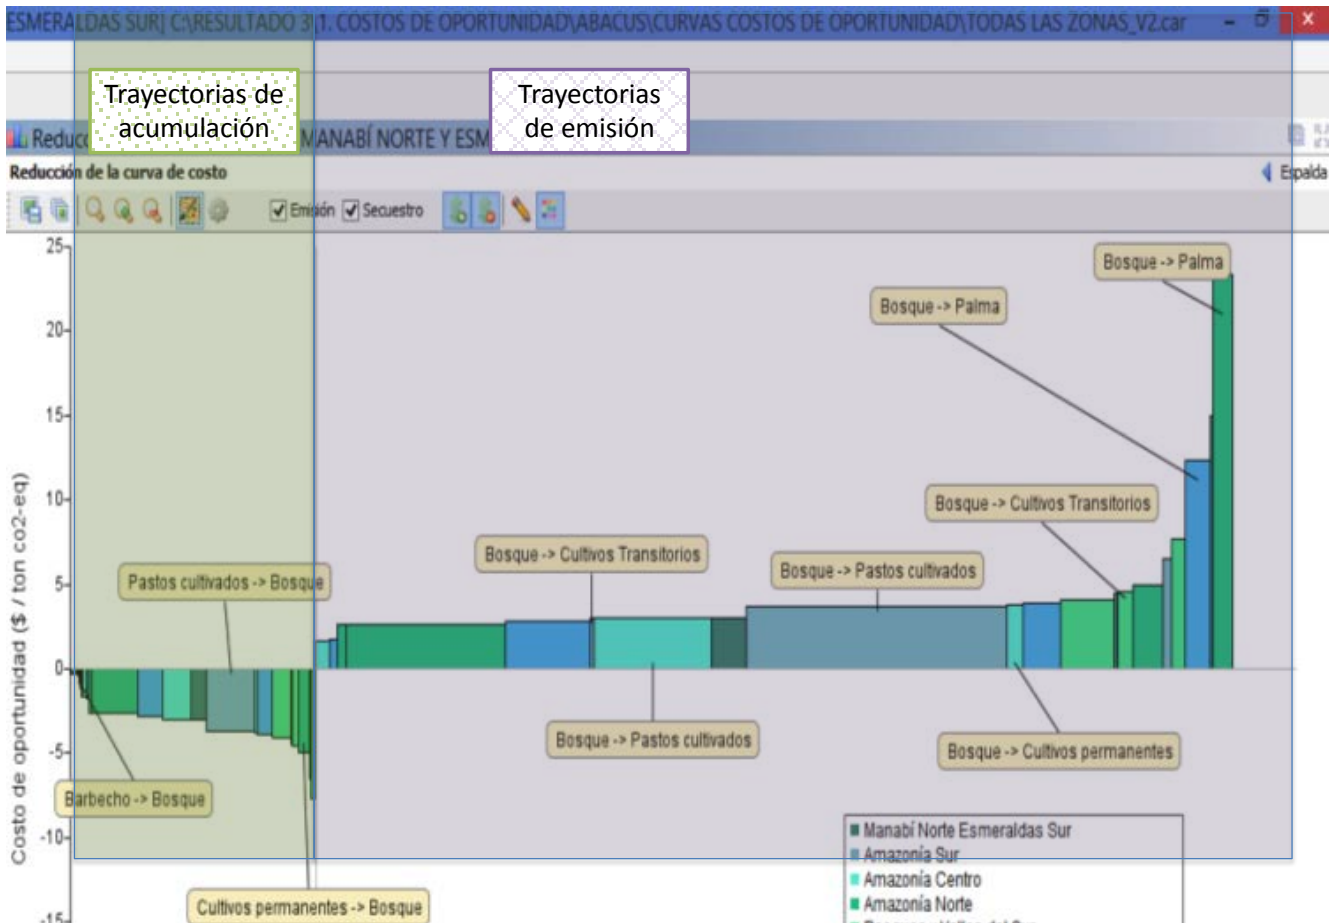 ESMERALDAS SUR| C:\RESULTADO 3\(1. COSTOS DE OPORTUNIDAD\ABACUS\CURVAS COSTOS DE OPORTUNIDAD\TODAS LAS ZONAS_V2.car
Trayectorias de
acumulación
Trayectorias
de emisión
Reducc MANABÍ NORTE Y ESM
Reducción de la curva de costo
Espalda
Emisión Secuestro
25
Bosque -> Palma
Bosque -> Palma
20
15
10
Bosque -> Cultivos Transitorios
Bosque -> Cultivos Transitorios
Pastos cultivados -> Bosque
Bosque -> Pastos cultivados
5
0
Costo de oportunidad ($ / ton co2-eq)
-5
Bosque -> Pastos cultivados
Bosque -> Cultivos permanentes
Barbecho -> Bosque
-10
Manabí Norte Esmeraldas Sur
Amazonía Sur
Amazonía Centro
Amazonía Norte
Cultivos permanentes -> Bosque
-15